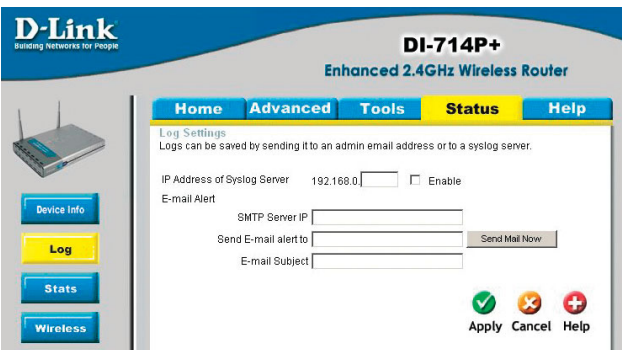 D-Link
Building Networks for People
DI-714P+
Enhanced 2.4GHz Wireless Router
Home Advanced Tools Status Help
Device Info
Log
Stats
Wireless
Log Settings
Logs can be saved by sending it to an admin email address or to a syslog server.
IP Address of Syslog Server 192.168.0. Enable
E-mail Alert
SMTP Server IP
Send E-mail alert to Send Mail Now
E-mail Subject
Apply Cancel Help